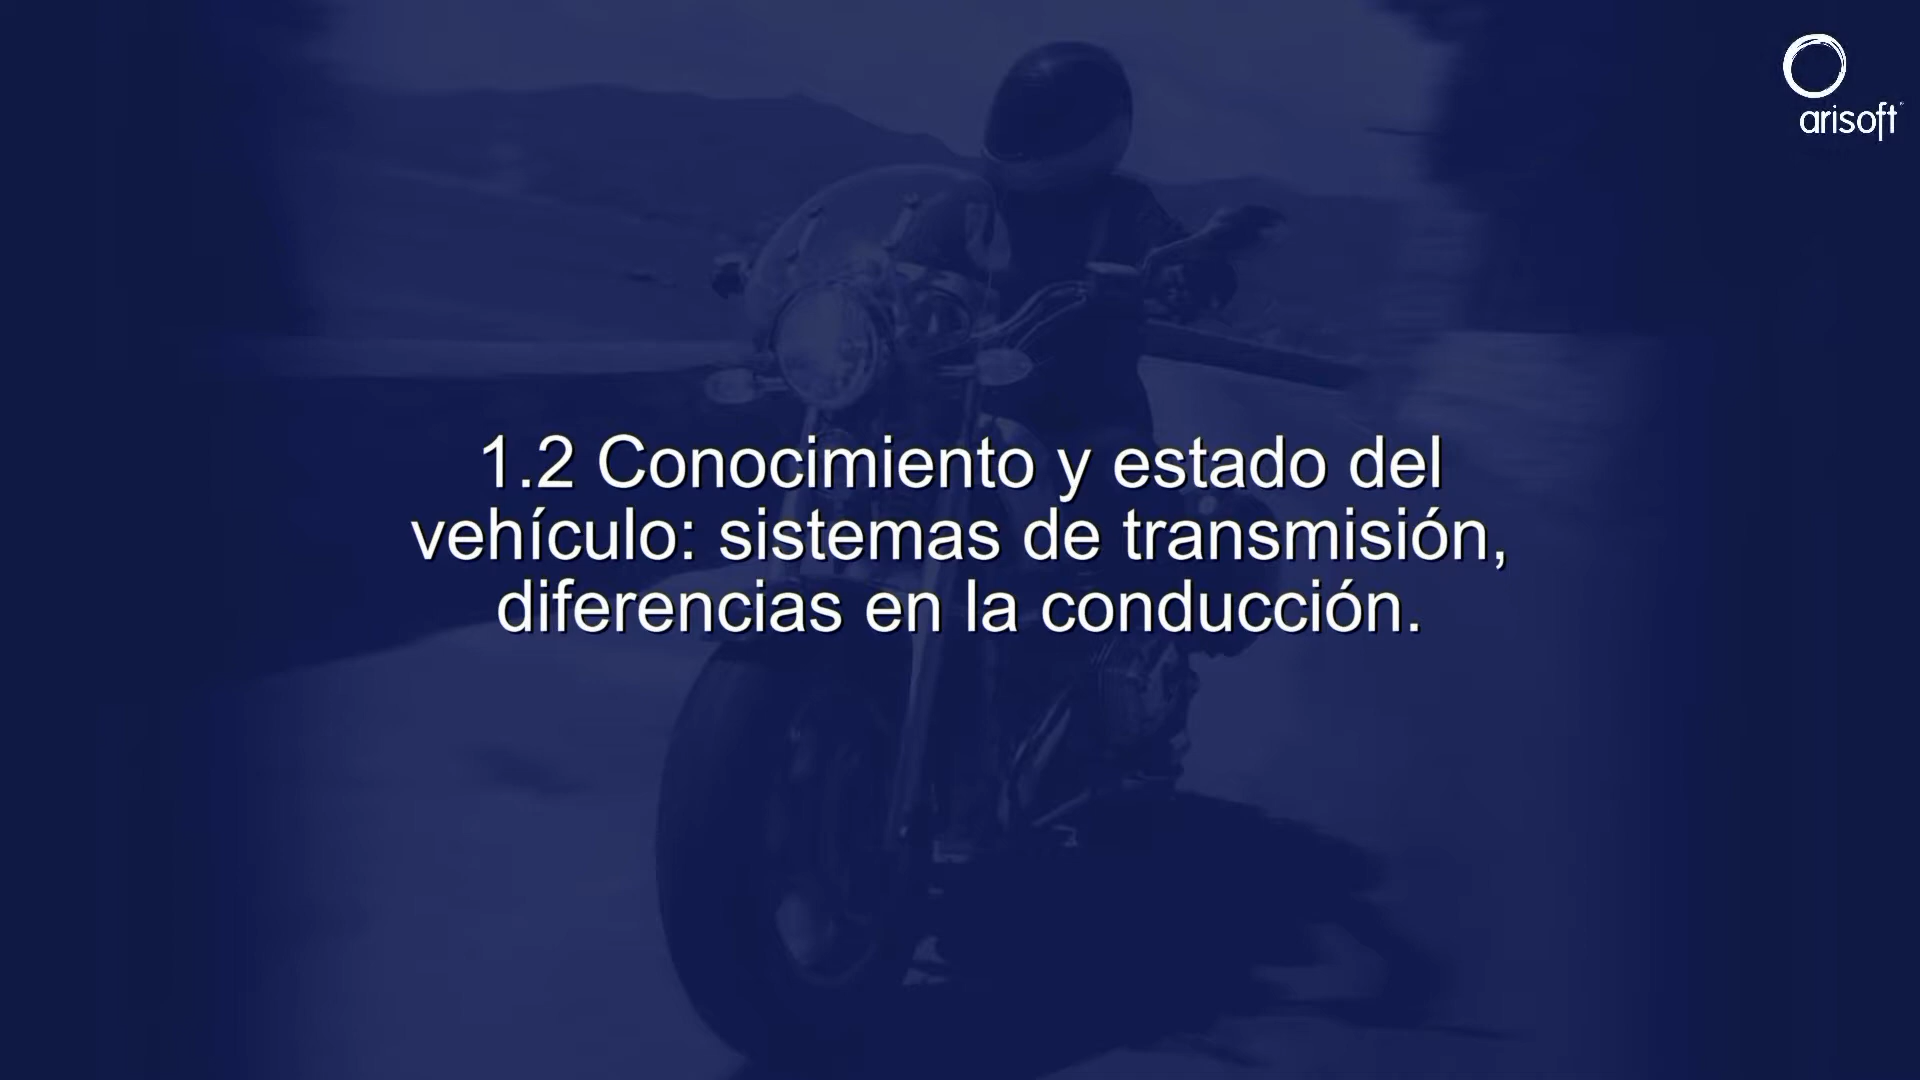 arisoft
1.2 Conocimiento y estado del
vehículo: sistemas de transmisión,
diferencias en la conducción.